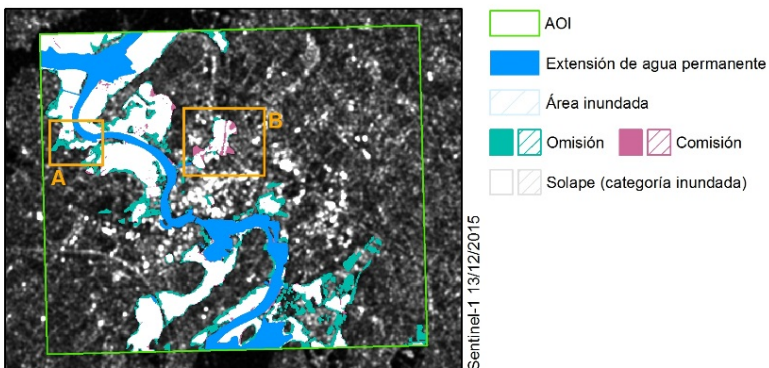 A
B
Sentinel-1 13/12/2015
AOI
Extensión de agua permanente
Área inundada
Omisión
Comisión
Solape (categoría inundada)